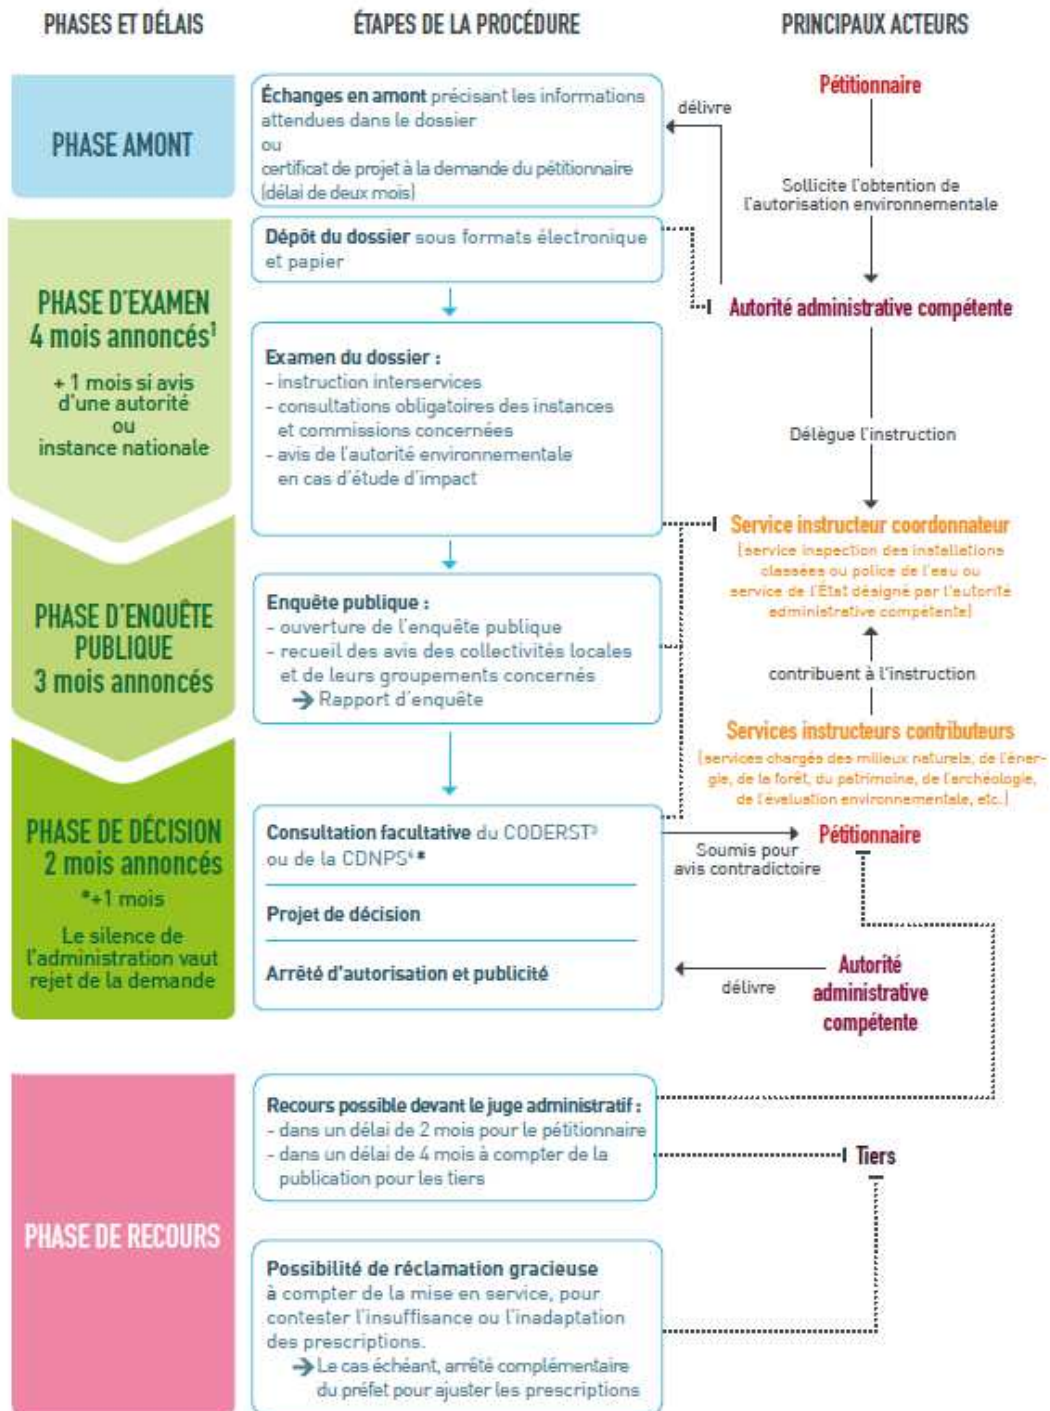 PHASES ET DÉLAIS
ÉTAPES DE LA PROCÉDURE
PRINCIPAUX ACTEURS
PHASE AMONT
Échanges en amont précisant les informations
attendues dans le dossier
ou
certificat de projet à la demande du pétitionnaire
(délai de deux mois)
délivre
Pétitionnaire
Sollicite l'obtention de
l'autorisation environnementale
PHASE D'EXAMEN
4 mois annoncés¹
+ 1 mois si avis
d'une autorité
ou
instance nationale
Dépôt du dossier sous formats électronique
et papier
Autorité administrative compétente
Examen du dossier :
- instruction interservices
- consultations obligatoires des instances
et commissions concernées
- avis de l'autorité environnementale
en cas d'étude d'impact
Délègue l'instruction
Service instructeur coordonnateur
(service inspection des installations
classées ou police de l'eau ou
service de l'État désigné par l'autorité
administrative compétente)
PHASE D'ENQUÊTE
PUBLIQUE
3 mois annoncés
Enquête publique :
- ouverture de l'enquête publique
- recueil des avis des collectivités locales
et de leurs groupements concernés
➔ Rapport d'enquête
contribuent à l'instruction
Services instructeurs contributeurs
(services chargés des milieux naturels, de l'éner-
gie, de la forêt, du patrimoine, de l'archéologie,
de l'évaluation environnementale, etc.)
PHASE DE DÉCISION
2 mois annoncés
*+1 mois
Le silence de
l'administration vaut
rejet de la demande
Consultation facultative du CODERST³
ou de la CDNPS⁴*
Projet de décision
Arrêté d'autorisation et publicité
Soumis pour
avis contradictoire
Pétitionnaire
délivre
Autorité
administrative
compétente
PHASE DE RECOURS
Recours possible devant le juge administratif :
- dans un délai de 2 mois pour le pétitionnaire
- dans un délai de 4 mois à compter de la
publication pour les tiers
Tiers
Possibilité de réclamation gracieuse
à compter de la mise en service, pour
contester l'insuffisance ou l'inadaptation
des prescriptions.
➔ Le cas échéant, arrêté complémentaire
du préfet pour ajuster les prescriptions